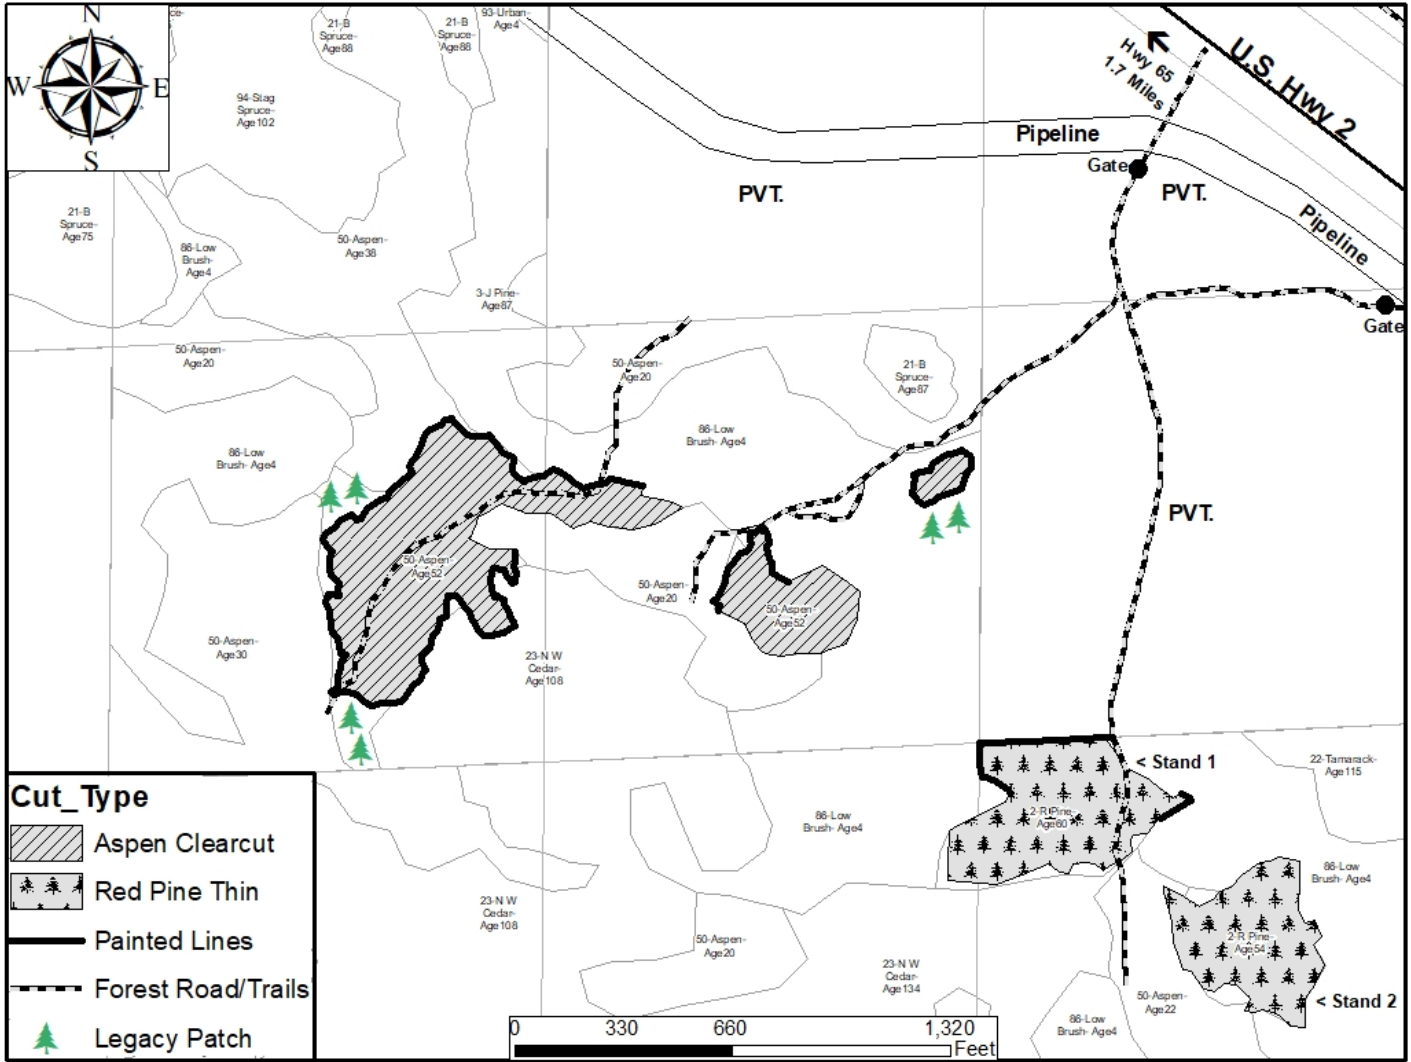 N
W
E
S
ce-
21-B
Spruce-
Age88
21-B
Spruce-
Age88
93-Urban-
Age4
94-Stag
Spruce-
Age102
Hwy 65
1.7 Miles
U.S. Hwy 2
Pipeline
Gate
PVT.
PVT.
Pipeline
21-B
Spruce-
Age75
86-Low
Brush-
Age4
50-Aspen-
Age38
3-J Pine-
Age87
Gate
50-Aspen-
Age20
50-Aspen-
Age20
21-B
Spruce-
Age87
86-Low
Brush- Age4
86-Low
Brush- Age4
PVT.
50-Aspen-
Age52
50-Aspen-
Age20
50-Aspen-
Age52
50-Aspen-
Age30
23-N W
Cedar-
Age108
< Stand 1
22-Tamarack-
Age115
2-R Pine-
Age60
86-Low
Brush- Age4
86-Low
Brush- Age4
23-N W
Cedar-
Age108
50-Aspen-
Age20
2-R Pine-
Age54
23-N W
Cedar-
Age134
50-Aspen-
Age22
< Stand 2
86-Low
Brush- Age4
Cut_Type
Aspen Clearcut
Red Pine Thin
Painted Lines
Forest Road/Trails
Legacy Patch
0 330 660 1,320
Feet